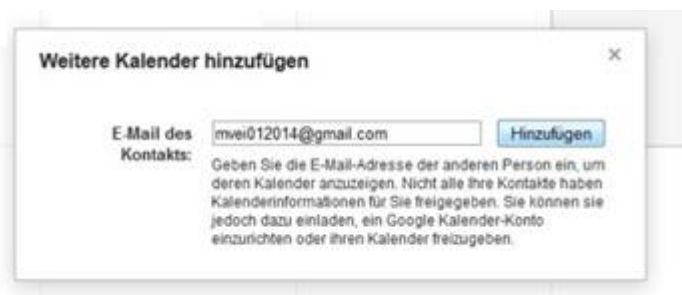 Weitere Kalender hinzufügen
×
E-Mail des
Kontakts:
mvei012014@gmail.com
Hinzufügen
Geben Sie die E-Mail-Adresse der anderen Person ein, um
deren Kalender anzuzeigen. Nicht alle Ihre Kontakte haben
Kalenderinformationen für Sie freigegeben. Sie können sie
jedoch dazu einladen, ein Google Kalender-Konto
einzurichten oder ihren Kalender freizugeben.